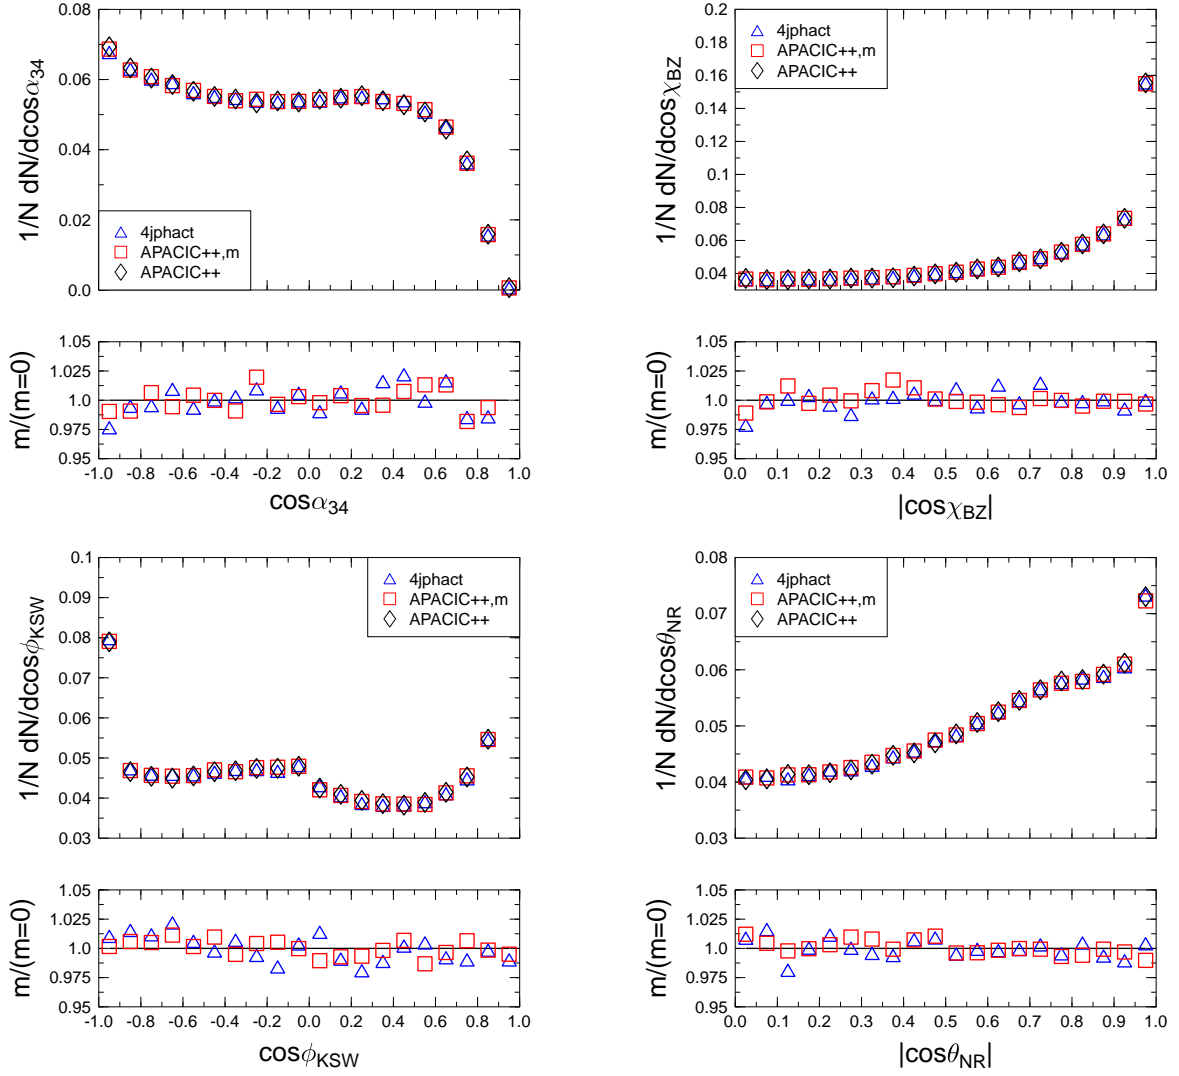 0.08
0.06
0.04
0.02
0.0
1/N dN/dcosα34
4jphact
APACIC++,m
APACIC++
1.05
1.025
1.0
0.975
0.95
m/(m=0)
-1.0 -0.8 -0.6 -0.4 -0.2 0.0 0.2 0.4 0.6 0.8 1.0
cosα34
0.2
0.18
0.16
0.14
0.12
0.1
0.08
0.06
0.04
1/N dN/dcosχBZ
4jphact
APACIC++,m
APACIC++
1.05
1.025
1.0
0.975
0.95
m/(m=0)
0.0 0.1 0.2 0.3 0.4 0.5 0.6 0.7 0.8 0.9 1.0
|cosχBZ|
0.1
0.09
0.08
0.07
0.06
0.05
0.04
0.03
1/N dN/dcosϕKSW
4jphact
APACIC++,m
APACIC++
1.05
1.025
1.0
0.975
0.95
m/(m=0)
-1.0 -0.8 -0.6 -0.4 -0.2 0.0 0.2 0.4 0.6 0.8 1.0
cosϕKSW
0.08
0.07
0.06
0.05
0.04
0.03
1/N dN/dcosθNR
4jphact
APACIC++,m
APACIC++
1.05
1.025
1.0
0.975
0.95
m/(m=0)
0.0 0.1 0.2 0.3 0.4 0.5 0.6 0.7 0.8 0.9 1.0
|cosθNR|